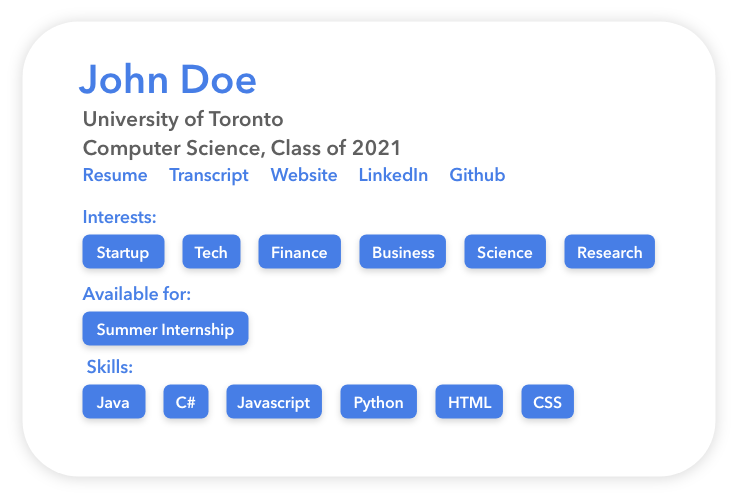 John Doe
University of Toronto
Computer Science, Class of 2021
Resume Transcript Website LinkedIn Github
Interests:
Startup Tech Finance Business Science Research
Available for:
Summer Internship
Skills:
Java C# Javascript Python HTML CSS